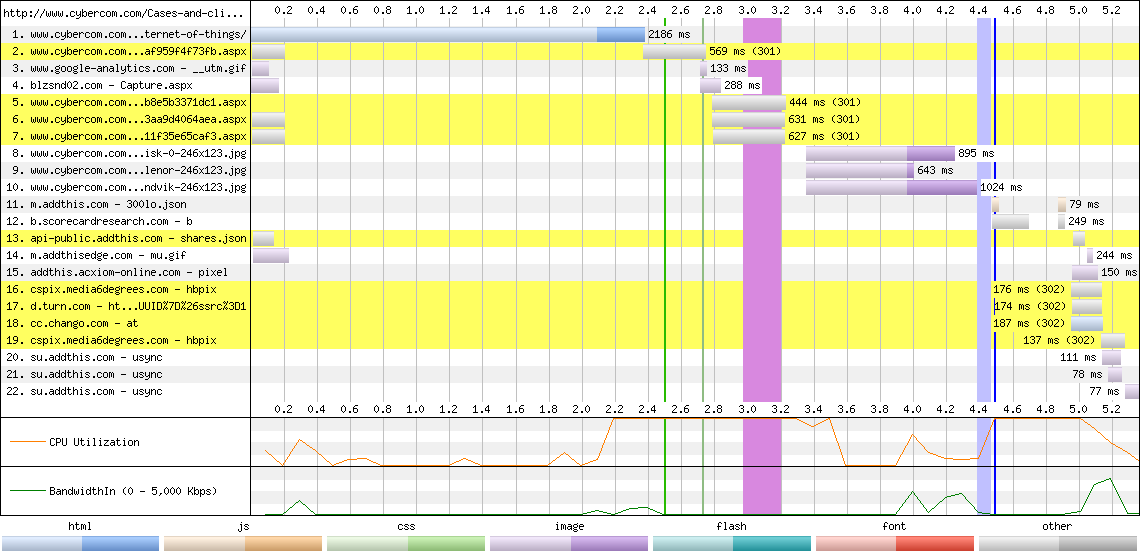 http://www.cybercom.com/Cases-and-cli... 0.2 0.4 0.6 0.8 1.0 1.2 1.4 1.6 1.8 2.0 2.2 2.4 2.6 2.8 3.0 3.2 3.4 3.6 3.8 4.0 4.2 4.4 4.6 4.8 5.0 5.2
1. www.cybercom.com...ternet-of-things/ 2186 ms
2. www.cybercom.com...af959f4f73fb.aspx 569 ms (301)
3. www.google-analytics.com - __utm.gif 133 ms
4. blzsnd02.com - Capture.aspx 288 ms
5. www.cybercom.com...b8e5b3371dc1.aspx 444 ms (301)
6. www.cybercom.com...3aa9d4064aea.aspx 631 ms (301)
7. www.cybercom.com...11f35e65caf3.aspx 627 ms (301)
8. www.cybercom.com...isk-0-246x123.jpg 895 ms
9. www.cybercom.com...lenor-246x123.jpg 643 ms
10. www.cybercom.com...ndvik-246x123.jpg 1024 ms
11. m.addthis.com - 300lo.json 79 ms
12. b.scorecardresearch.com - b 249 ms
13. api-public.addthis.com - shares.json
14. m.addthisedge.com - mu.gif 244 ms
15. addthis.acxiom-online.com - pixel 150 ms
16. cspix.media6degrees.com - hbpix 176 ms (302)
17. d.turn.com - ht...UUID%7D%26ssrc%3D1 174 ms (302)
18. cc.chango.com - at 187 ms (302)
19. cspix.media6degrees.com - hbpix 137 ms (302)
20. su.addthis.com - usync 111 ms
21. su.addthis.com - usync 78 ms
22. su.addthis.com - usync 77 ms
0.2 0.4 0.6 0.8 1.0 1.2 1.4 1.6 1.8 2.0 2.2 2.4 2.6 2.8 3.0 3.2 3.4 3.6 3.8 4.0 4.2 4.4 4.6 4.8 5.0 5.2
CPU Utilization
BandwidthIn (0 - 5,000 Kbps)
html js css image flash font other